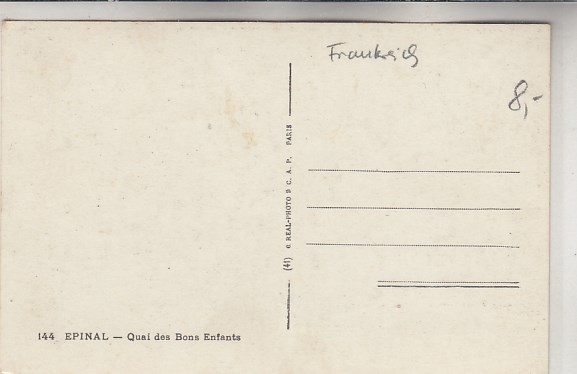 Frankreich
8,-
(41) « REAL-PHOTO » C. A. P. PARIS
144 EPINAL — Quai des Bons Enfants